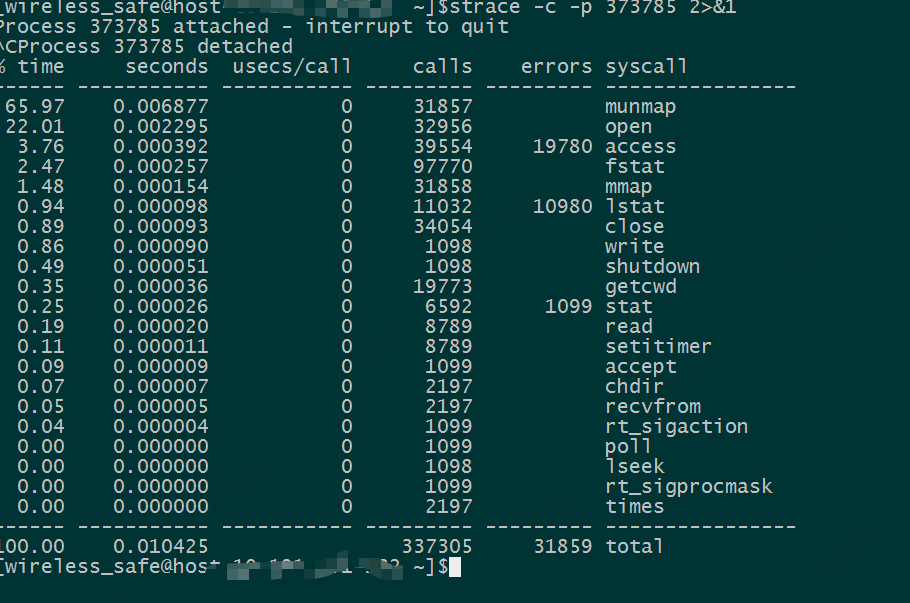 [wireless_safe@host ~]$strace -c -p 373785 2>&1
Process 373785 attached - interrupt to quit
^CProcess 373785 detached
% time     seconds  usecs/call     calls    errors syscall
------ ----------- ----------- --------- --------- ----------------
65.97    0.006877           0     31857           munmap
22.01    0.002295           0     32956           open
3.76    0.000392           0     39554     19780 access
2.47    0.000257           0     97770           fstat
1.48    0.000154           0     31858           mmap
0.94    0.000098           0     11032     10980 lstat
0.89    0.000093           0     34054           close
0.86    0.000090           0      1098           write
0.49    0.000051           0      1098           shutdown
0.35    0.000036           0     19773           getcwd
0.25    0.000026           0      6592      1099 stat
0.19    0.000020           0      8789           read
0.11    0.000011           0      8789           setitimer
0.09    0.000009           0      1099           accept
0.07    0.000007           0      2197           chdir
0.05    0.000005           0      2197           recvfrom
0.04    0.000004           0      1099           rt_sigaction
0.00    0.000000           0      1099           poll
0.00    0.000000           0      1098           lseek
0.00    0.000000           0      1099           rt_sigprocmask
0.00    0.000000           0      2197           times
------ ----------- ----------- --------- --------- ----------------
100.00    0.010425                337305     31859 total
[wireless_safe@host ~]$